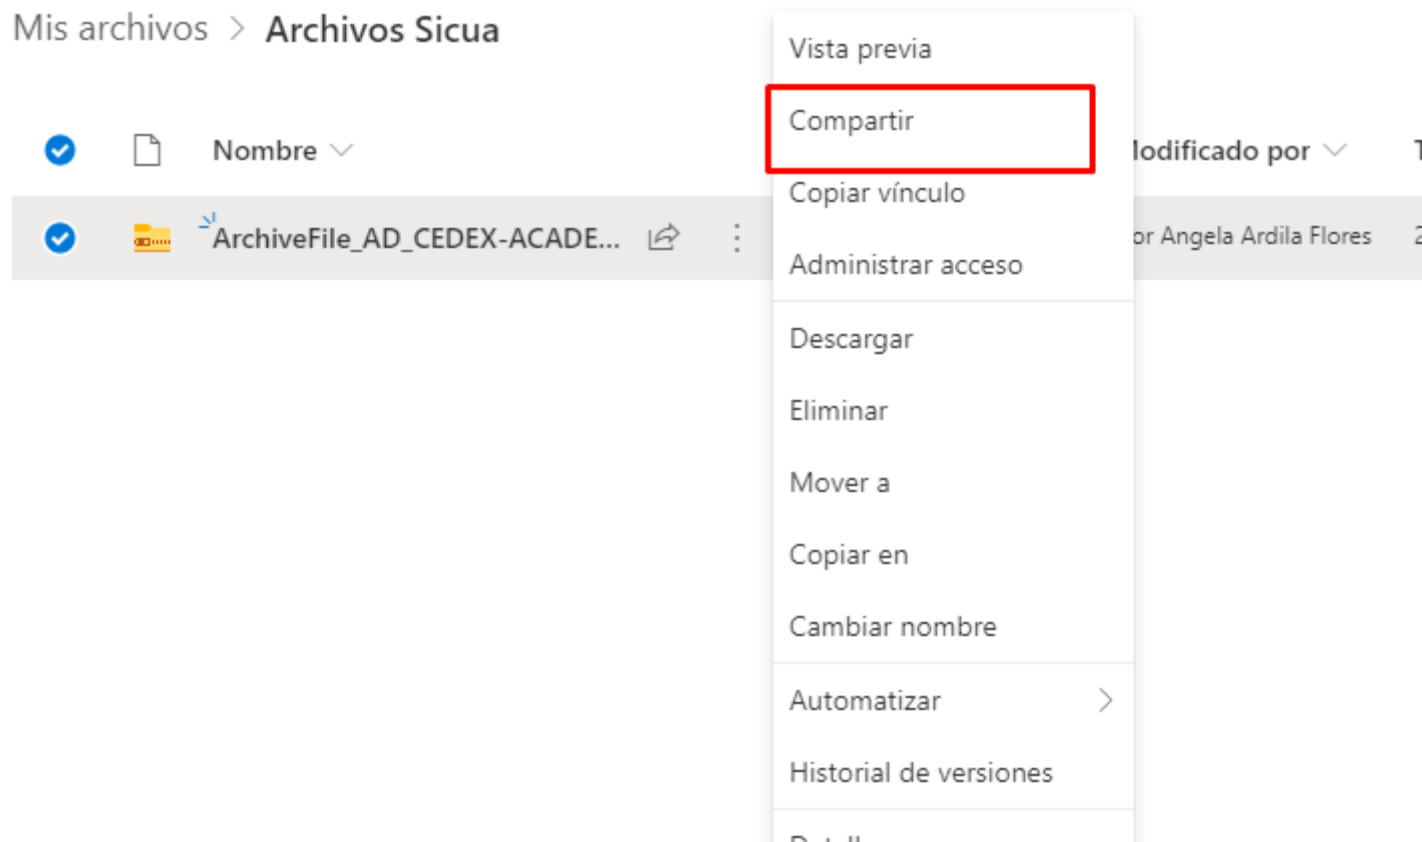 Mis archivos > Archivos Sicua
Nombre
Modificado por
ArchiveFile_AD_CEDEX-ACADE...
or Angela Ardila Flores
Vista previa
Compartir
Copiar vínculo
Administrar acceso
Descargar
Eliminar
Mover a
Copiar en
Cambiar nombre
Automatizar
Historial de versiones